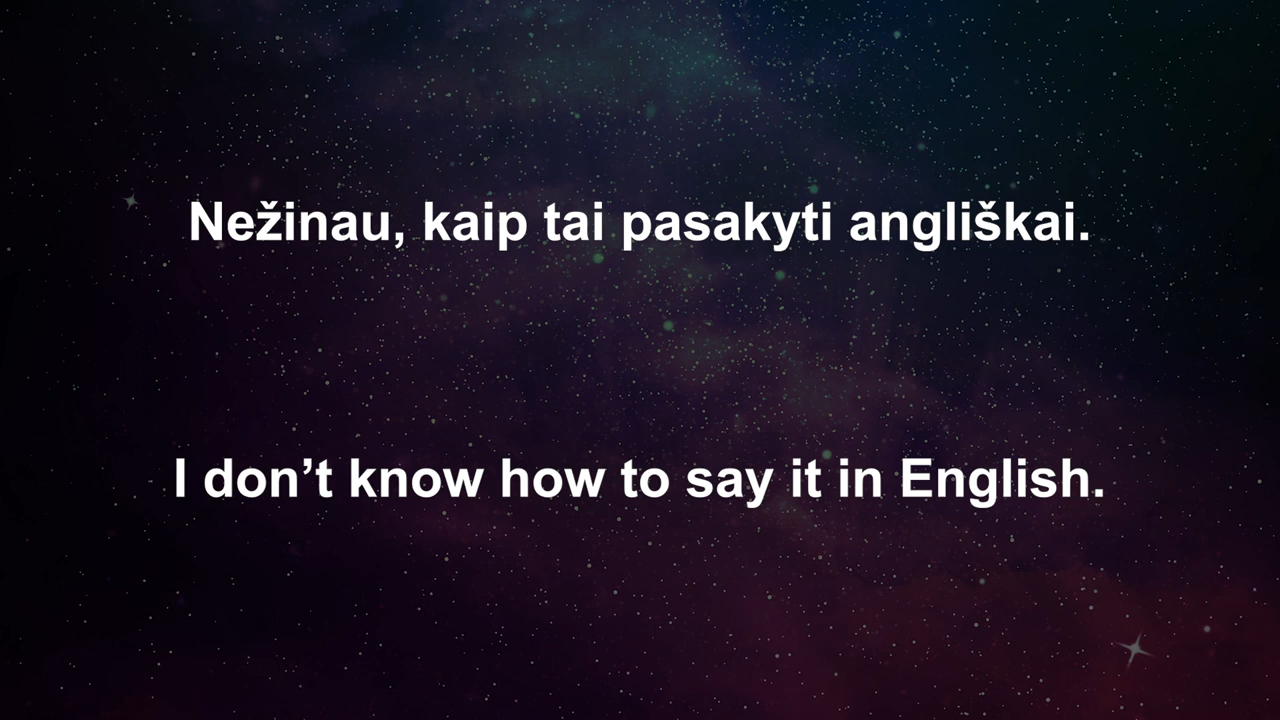 Nežinau, kaip tai pasakyti angliškai.
I don’t know how to say it in English.